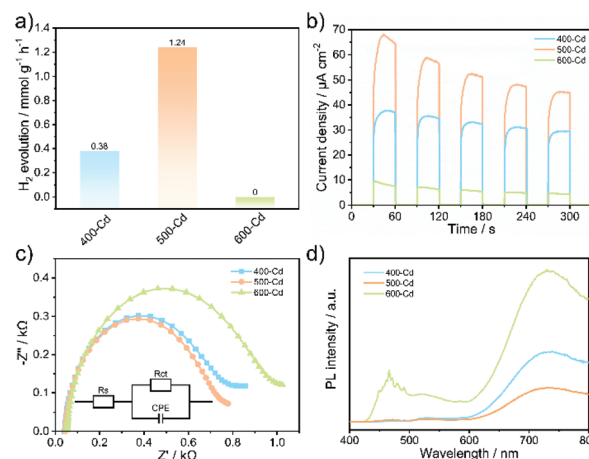 a)
H₂ evolution / mmol g⁻¹ h⁻¹
1.4
1.2
1.0
0.8
0.6
0.4
0.2
0.0
0.38
1.24
0
400-Cd
500-Cd
600-Cd
b)
Current density / μA cm⁻²
70
60
50
40
30
20
10
0
400-Cd
500-Cd
600-Cd
0 60 120 180 240 300
Time / s
c)
-Z'' / kΩ
0.4
0.3
0.2
0.1
0.0
400-Cd
500-Cd
600-Cd
Rs
Rct
CPE
0.0 0.2 0.4 0.6 0.8 1.0
Z' / kΩ
d)
PL intensity / a.u.
400-Cd
500-Cd
600-Cd
400 500 600 700 800
Wavelength / nm